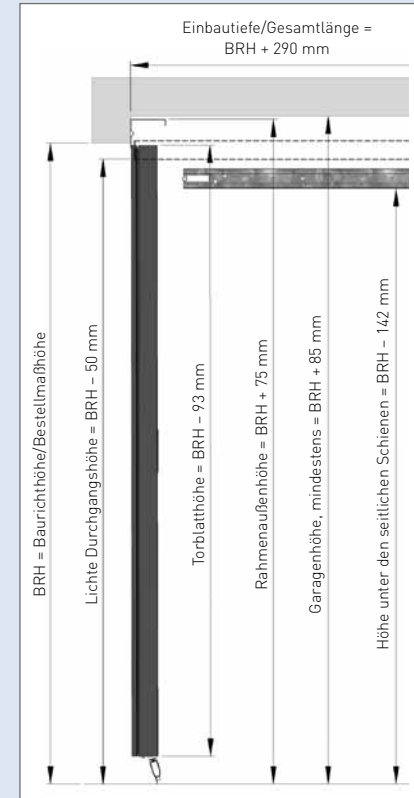 Einbautiefe/Gesamtlänge =
BRH + 290 mm
BRH = Baurichthöhe/Bestellmaßhöhe
Lichte Durchgangshöhe = BRH – 50 mm
Torblatthöhe = BRH – 93 mm
Rahmenaußenhöhe = BRH + 75 mm
Garagenhöhe, mindestens = BRH + 85 mm
Höhe unter den seitlichen Schienen = BRH – 142 mm